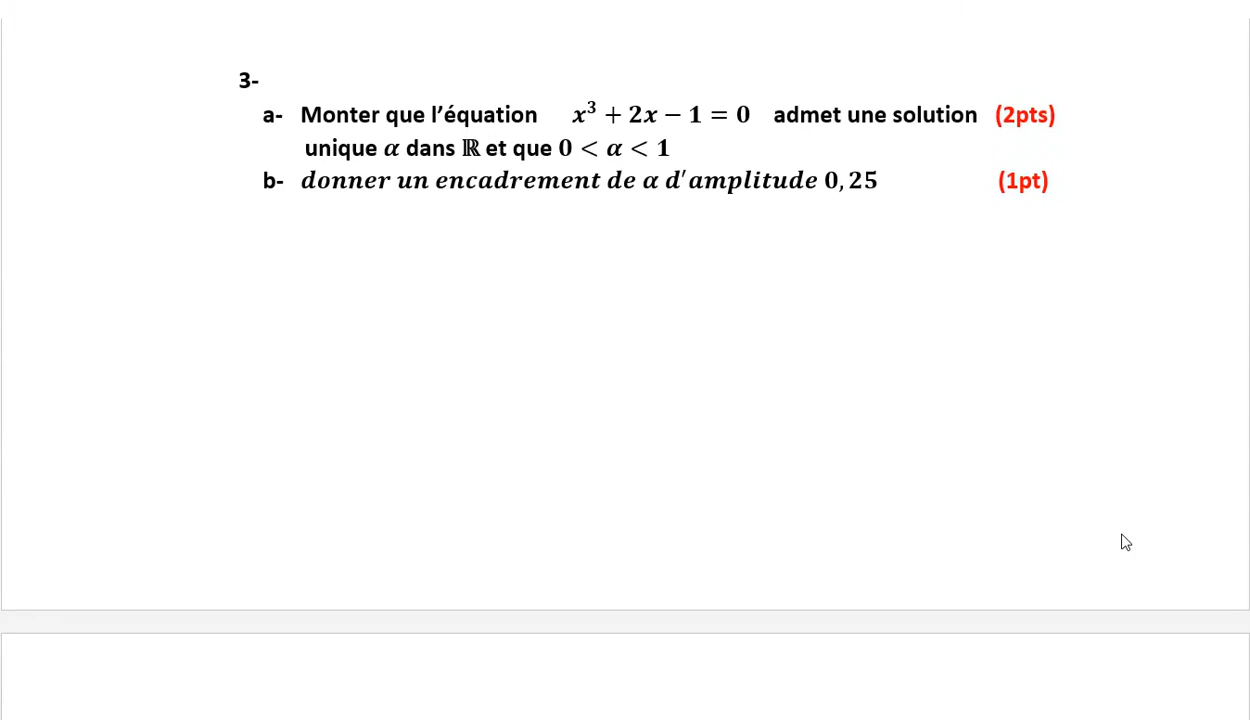 3-
a- Monter que l’équation x³ + 2x − 1 = 0 admet une solution (2pts)
unique α dans ℝ et que 0 < α < 1
b- donner un encadrement de α d′amplitude 0,25 (1pt)